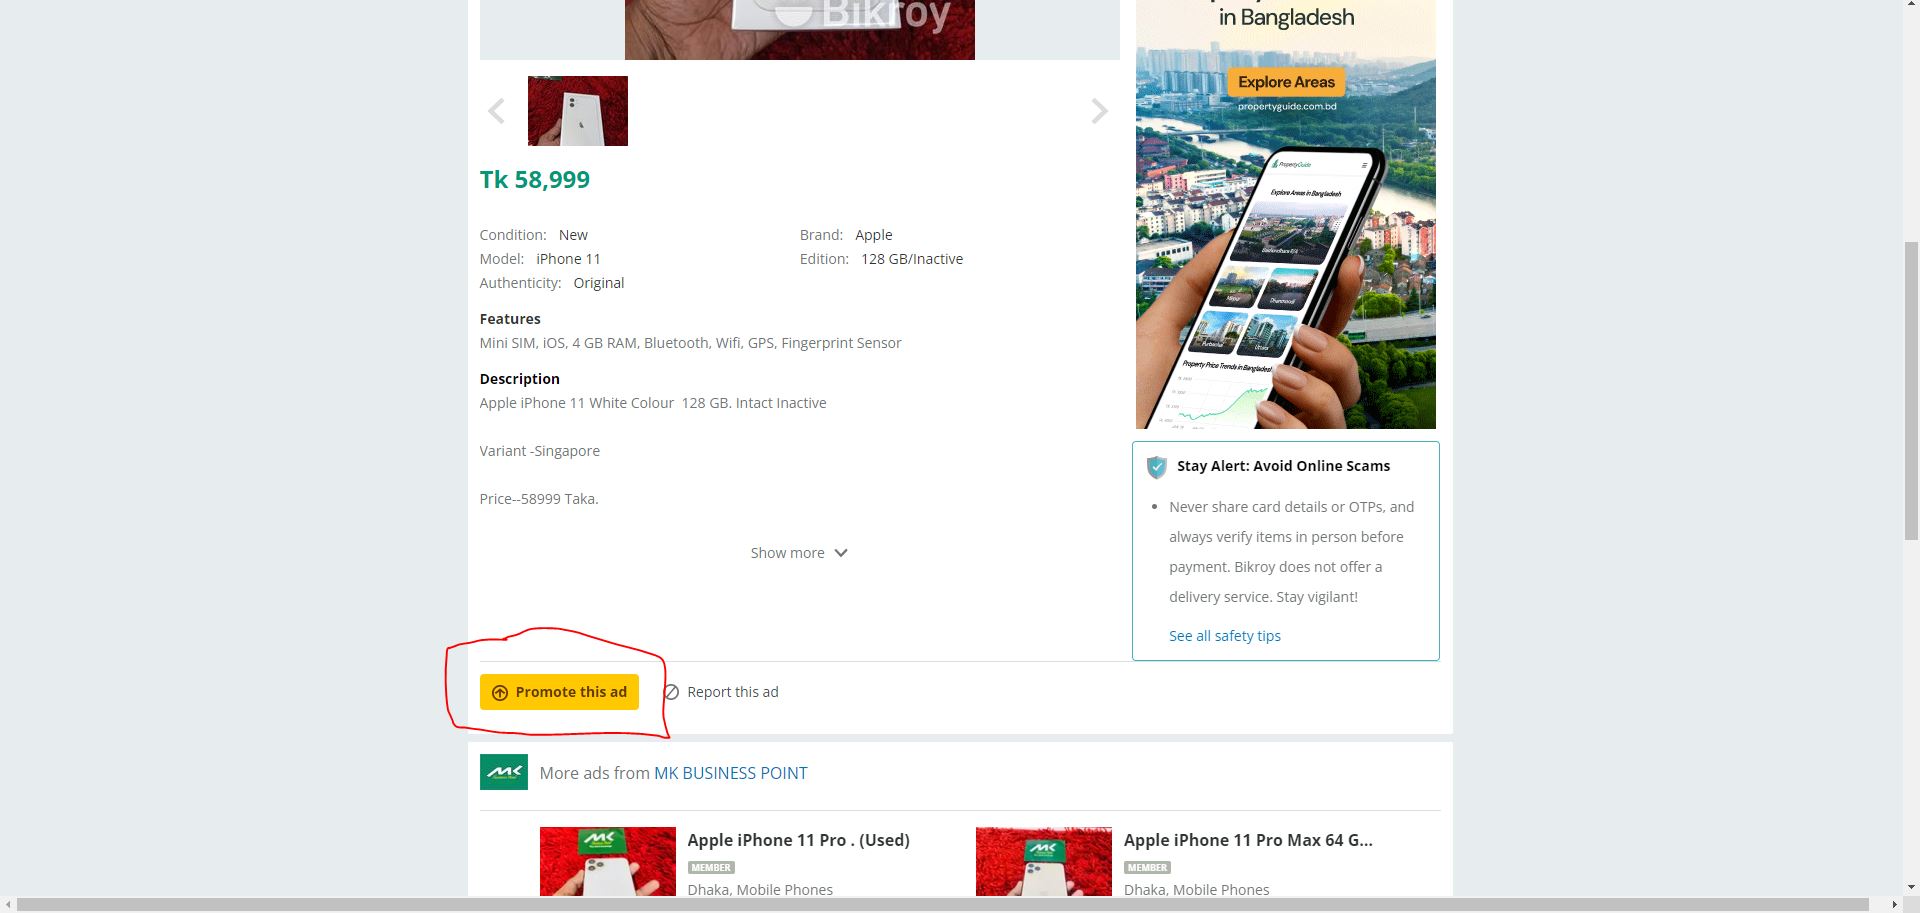 in Bangladesh
Bikroy
Explore Areas
propertyguide.com.bd
PropertyGuide
Explore Areas in Bangladesh
Mirpur
Dhanmondi
Uttara
Property Price Trends in Bangladesh
Tk 58,999
Condition: New
Brand: Apple
Model: iPhone 11
Edition: 128 GB/Inactive
Authenticity: Original
Features
Mini SIM, iOS, 4 GB RAM, Bluetooth, Wifi, GPS, Fingerprint Sensor
Description
Apple iPhone 11 White Colour 128 GB. Intact Inactive
Variant -Singapore
Price--58999 Taka.
Show more
Stay Alert: Avoid Online Scams
• Never share card details or OTPs, and
always verify items in person before
payment. Bikroy does not offer a
delivery service. Stay vigilant!
See all safety tips
Promote this ad
Report this ad
MK
More ads from MK BUSINESS POINT
MK
Apple iPhone 11 Pro . (Used)
MEMBER
Dhaka, Mobile Phones
MK
Apple iPhone 11 Pro Max 64 G...
MEMBER
Dhaka, Mobile Phones